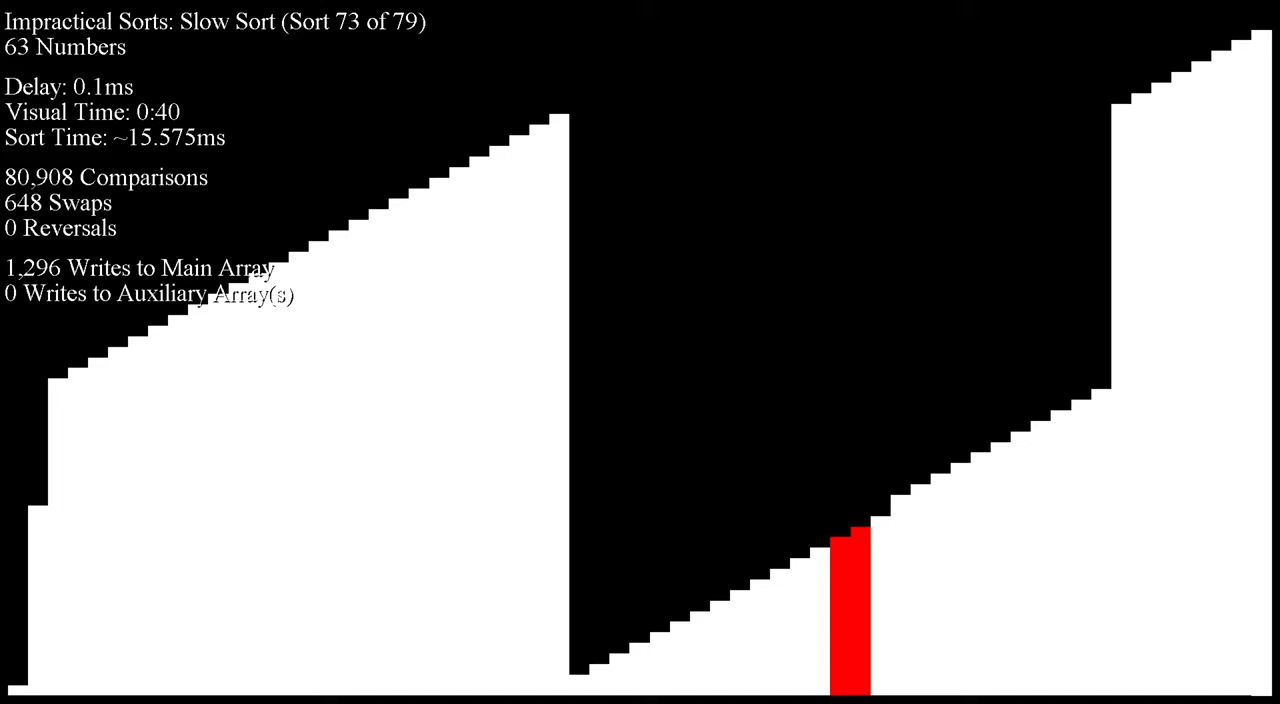 Impractical Sorts: Slow Sort (Sort 73 of 79)
63 Numbers
Delay: 0.1ms
Visual Time: 0:40
Sort Time: ~15.575ms
80,908 Comparisons
648 Swaps
0 Reversals
1,296 Writes to Main Array
0 Writes to Auxiliary Array(s)